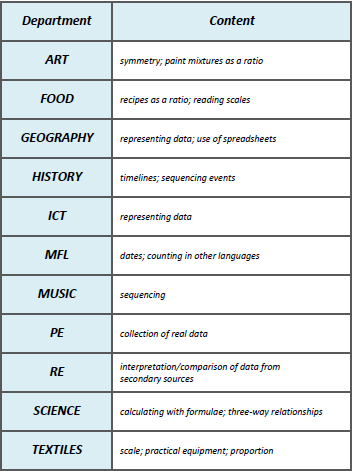 Department Content
ART symmetry; paint mixtures as a ratio
FOOD recipes as a ratio; reading scales
GEOGRAPHY representing data; use of spreadsheets
HISTORY timelines; sequencing events
ICT representing data
MFL dates; counting in other languages
MUSIC sequencing
PE collection of real data
RE interpretation/comparison of data from
secondary sources
SCIENCE calculating with formulae; three-way relationships
TEXTILES scale; practical equipment; proportion